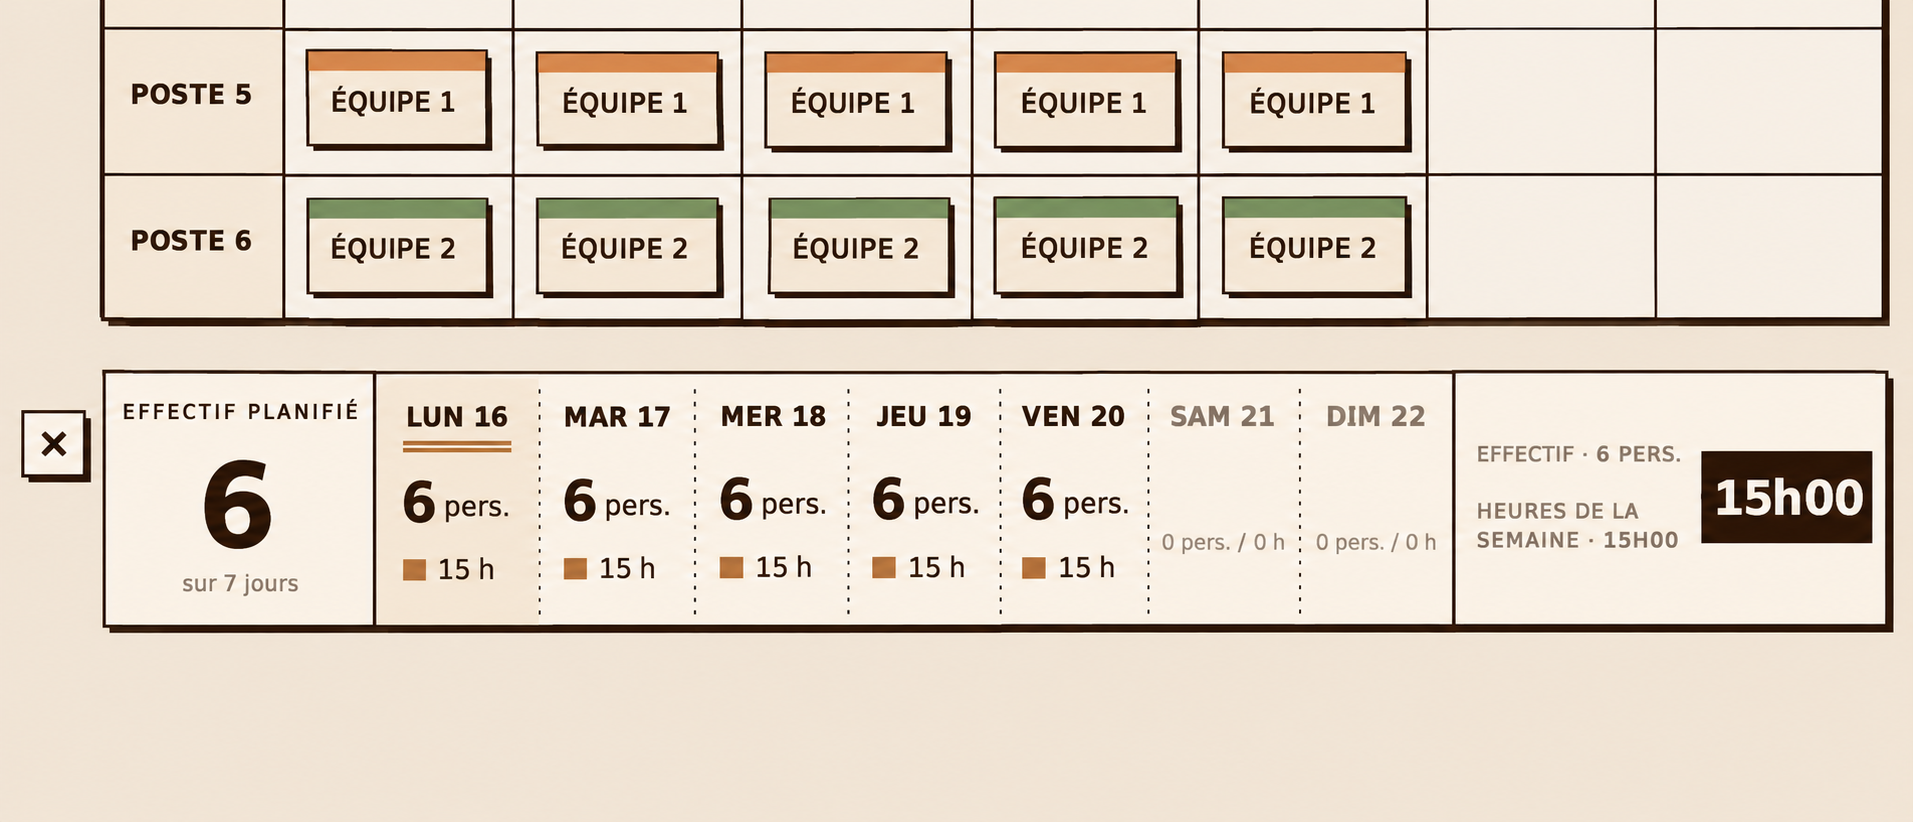 POSTE 5 ÉQUIPE 1 ÉQUIPE 1 ÉQUIPE 1 ÉQUIPE 1 ÉQUIPE 1
POSTE 6 ÉQUIPE 2 ÉQUIPE 2 ÉQUIPE 2 ÉQUIPE 2 ÉQUIPE 2
×
EFFECTIF PLANIFIÉ
6
sur 7 jours
LUN 16 MAR 17 MER 18 JEU 19 VEN 20 SAM 21 DIM 22
6 pers. 6 pers. 6 pers. 6 pers. 6 pers.
0 pers. / 0 h 0 pers. / 0 h
15 h 15 h 15 h 15 h 15 h
EFFECTIF · 6 PERS.
HEURES DE LA
SEMAINE · 15H00
15h00